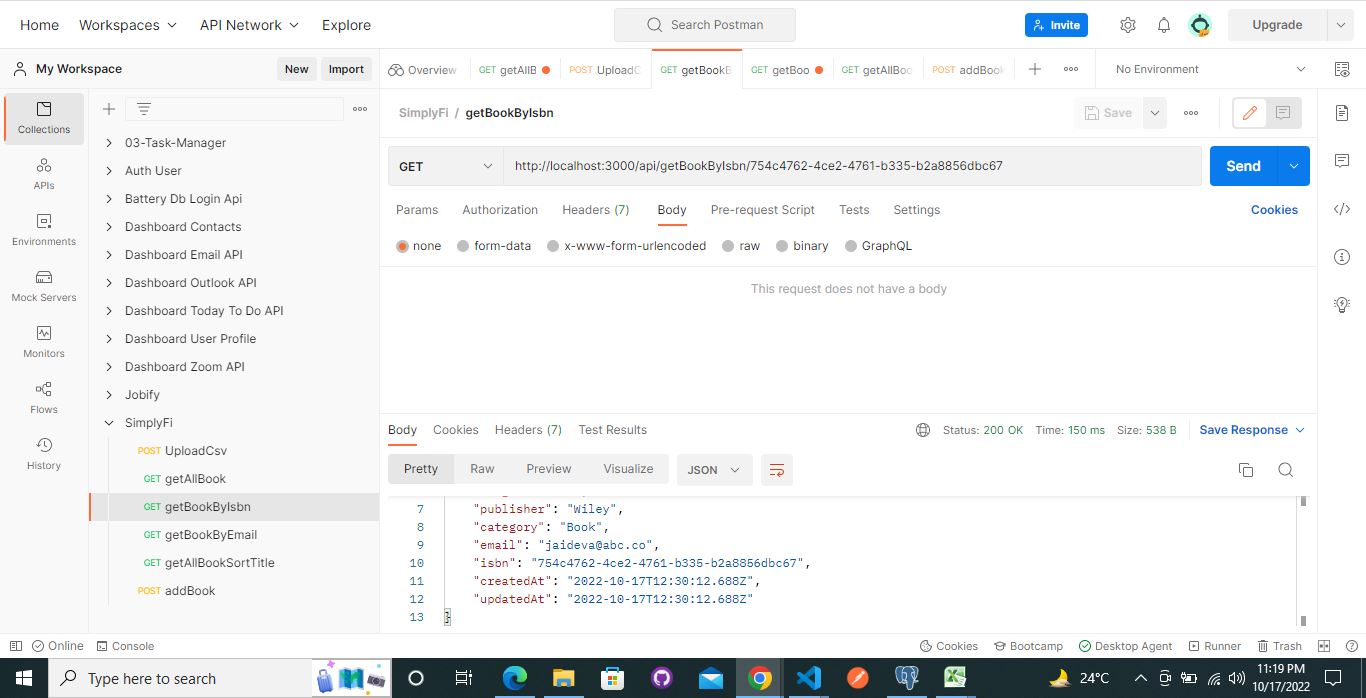 Home Workspaces API Network Explore Search Postman Invite Upgrade
My Workspace New Import Overview GET getAllB POST UploadC GET getBookB GET getBoo GET getAllBoo POST addBook No Environment
Collections
APIs
Environments
Mock Servers
Monitors
Flows
History
03-Task-Manager
Auth User
Battery Db Login Api
Dashboard Contacts
Dashboard Email API
Dashboard Outlook API
Dashboard Today To Do API
Dashboard User Profile
Dashboard Zoom API
Jobify
SimplyFi
POST UploadCsv
GET getAllBook
GET getBookByIsbn
GET getBookByEmail
GET getAllBookSortTitle
POST addBook
SimplyFi / getBookByIsbn Save
GET http://localhost:3000/api/getBookByIsbn/754c4762-4ce2-4761-b335-b2a8856dbc67 Send
Params Authorization Headers (7) Body Pre-request Script Tests Settings Cookies
none form-data x-www-form-urlencoded raw binary GraphQL
This request does not have a body
Body Cookies Headers (7) Test Results Status: 200 OK Time: 150 ms Size: 538 B Save Response
Pretty Raw Preview Visualize JSON
7 "publisher": "Wiley",
8 "category": "Book",
9 "email": "jaideva@abc.co",
10 "isbn": "754c4762-4ce2-4761-b335-b2a8856dbc67",
11 "createdAt": "2022-10-17T12:30:12.688Z",
12 "updatedAt": "2022-10-17T12:30:12.688Z"
13 }
Online Console Cookies Bootcamp Desktop Agent Runner Trash
Type here to search 24°C 11:19 PM
10/17/2022